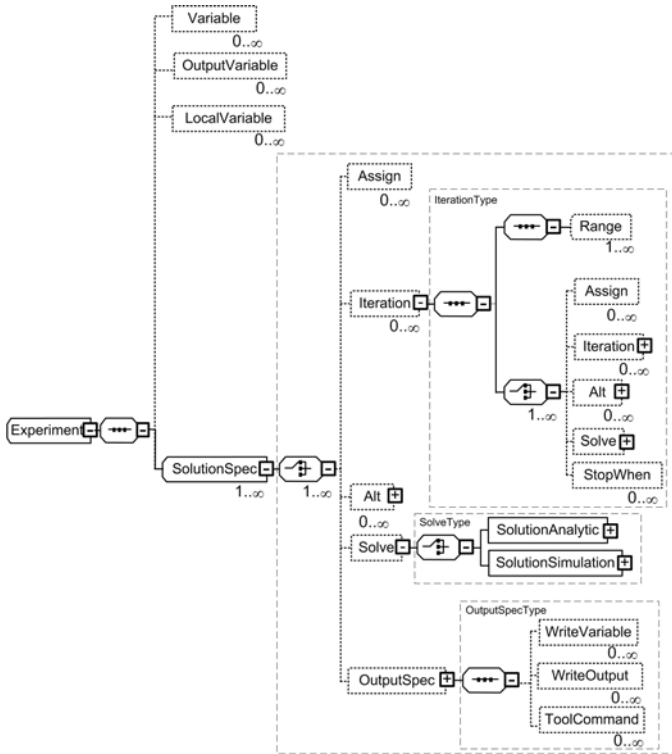 Variable
0..∞
OutputVariable
0..∞
LocalVariable
0..∞
Assign
0..∞
IterationType
Range
1..∞
Assign
0..∞
Iteration
0..∞
Iteration
0..∞
Alt
0..∞
1..∞
Solve
StopWhen
0..∞
Experiment
SolutionSpec
1..∞
1..∞
Alt
0..∞
SolveType
SolutionAnalytic
Solve
SolutionSimulation
OutputSpecType
WriteVariable
0..∞
OutputSpec
WriteOutput
0..∞
ToolCommand
0..∞